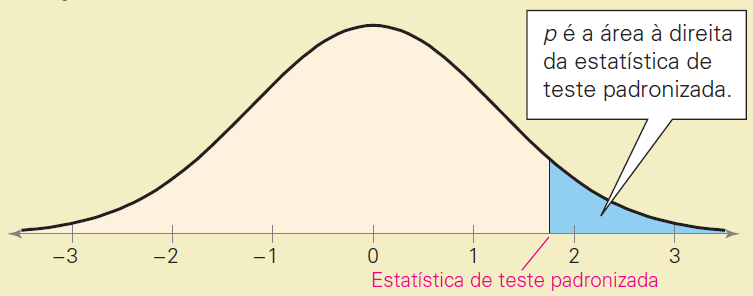 p é a área à direita
da estatística de
teste padronizada.
−3 −2 −1 0 1 2 3
Estatística de teste padronizada